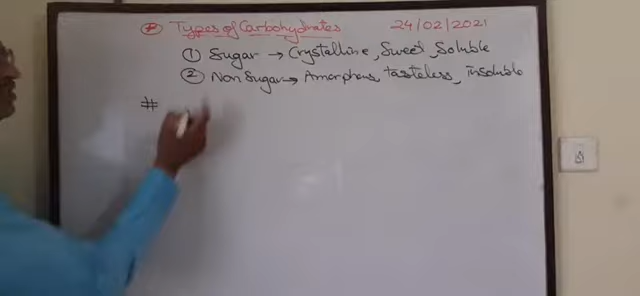 * Types of Carbohydrates 24/02/2021
① Sugar → Crystalline, Sweet, Soluble
② Non Sugar → Amorphous, tasteless, insoluble
#